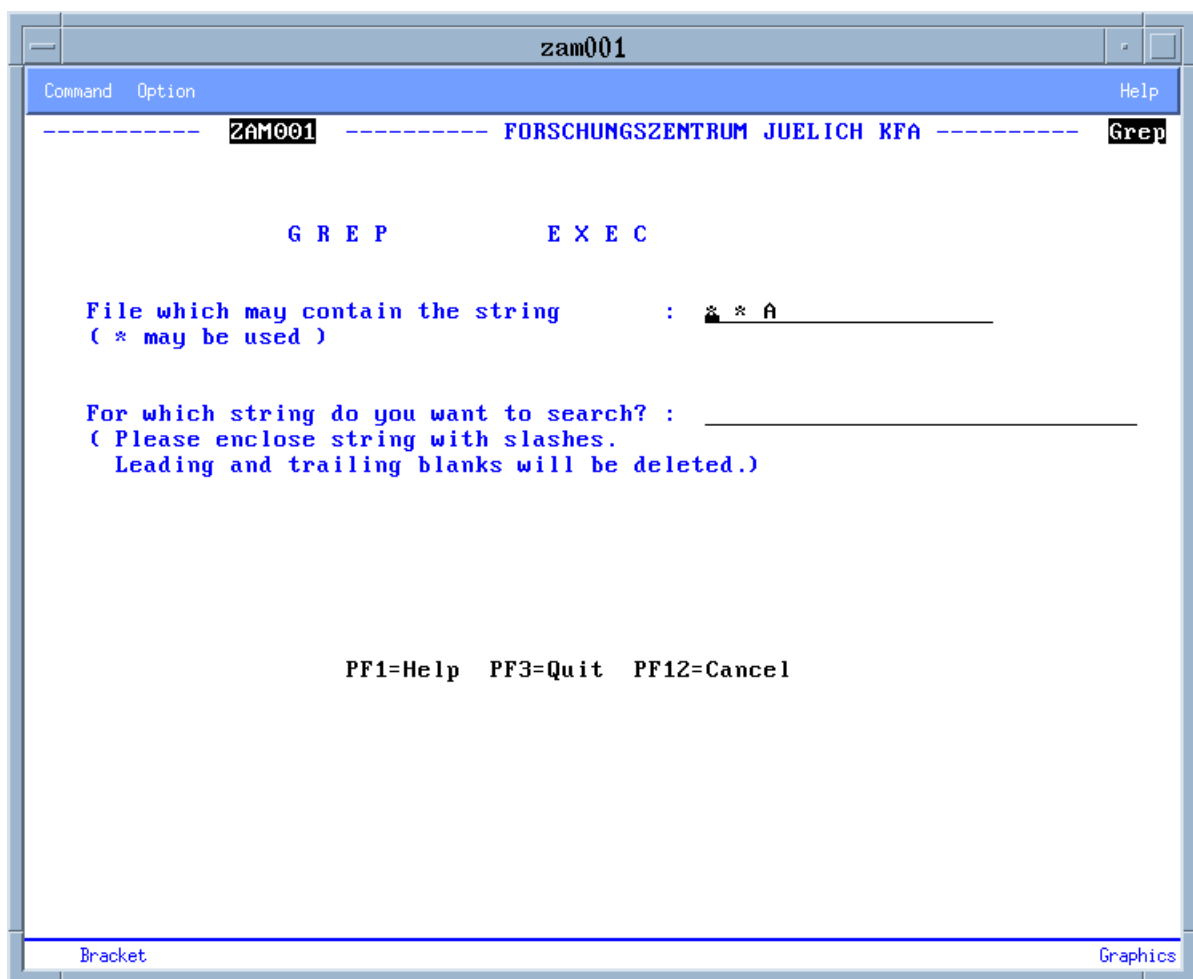 zam001
Command Option Help
----------- ZAM001 ---------- FORSCHUNGSZENTRUM JUELICH KFA ---------- Grep
G R E P E X E C
File which may contain the string : * * A
( * may be used )
For which string do you want to search? :
( Please enclose string with slashes.
Leading and trailing blanks will be deleted.)
PF1=Help PF3=Quit PF12=Cancel
Bracket Graphics